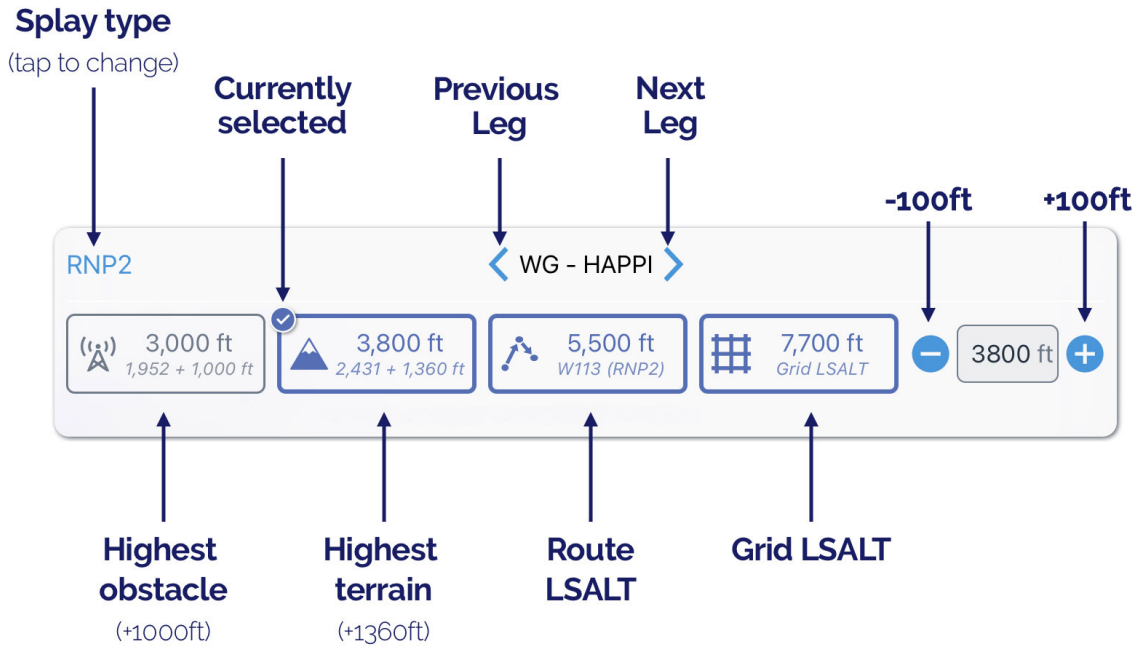 Splay type
(tap to change)
Currently
selected
Previous
Leg
Next
Leg
-100ft
+100ft
RNP2
WG - HAPPI
3,000 ft
1,952 + 1,000 ft
3,800 ft
2,431 + 1,360 ft
5,500 ft
W113 (RNP2)
7,700 ft
Grid LSALT
3800 ft
Highest
obstacle
(+1000ft)
Highest
terrain
(+1360ft)
Route
LSALT
Grid LSALT